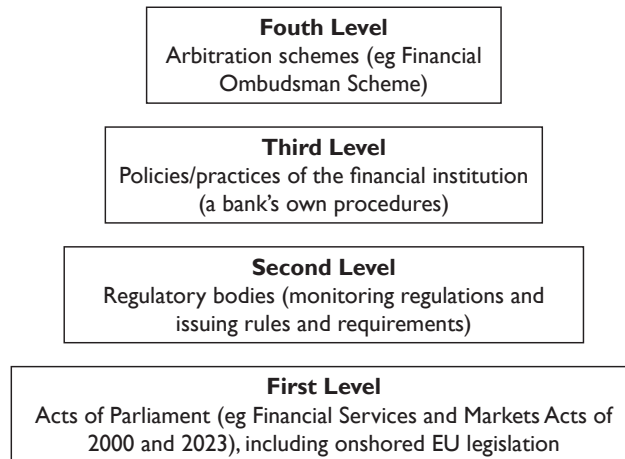 Fouth Level
Arbitration schemes (eg Financial
Ombudsman Scheme)
Third Level
Policies/practices of the financial institution
(a bank’s own procedures)
Second Level
Regulatory bodies (monitoring regulations and
issuing rules and requirements)
First Level
Acts of Parliament (eg Financial Services and Markets Acts of
2000 and 2023), including onshored EU legislation